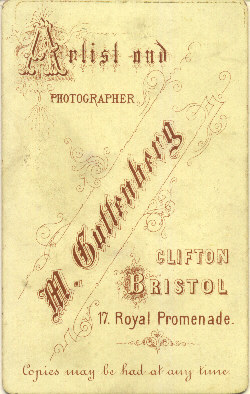 Artist and
PHOTOGRAPHER
M. Guttenberg
CLIFTON
BRISTOL
17. Royal Promenade.
Copies may be had at any time